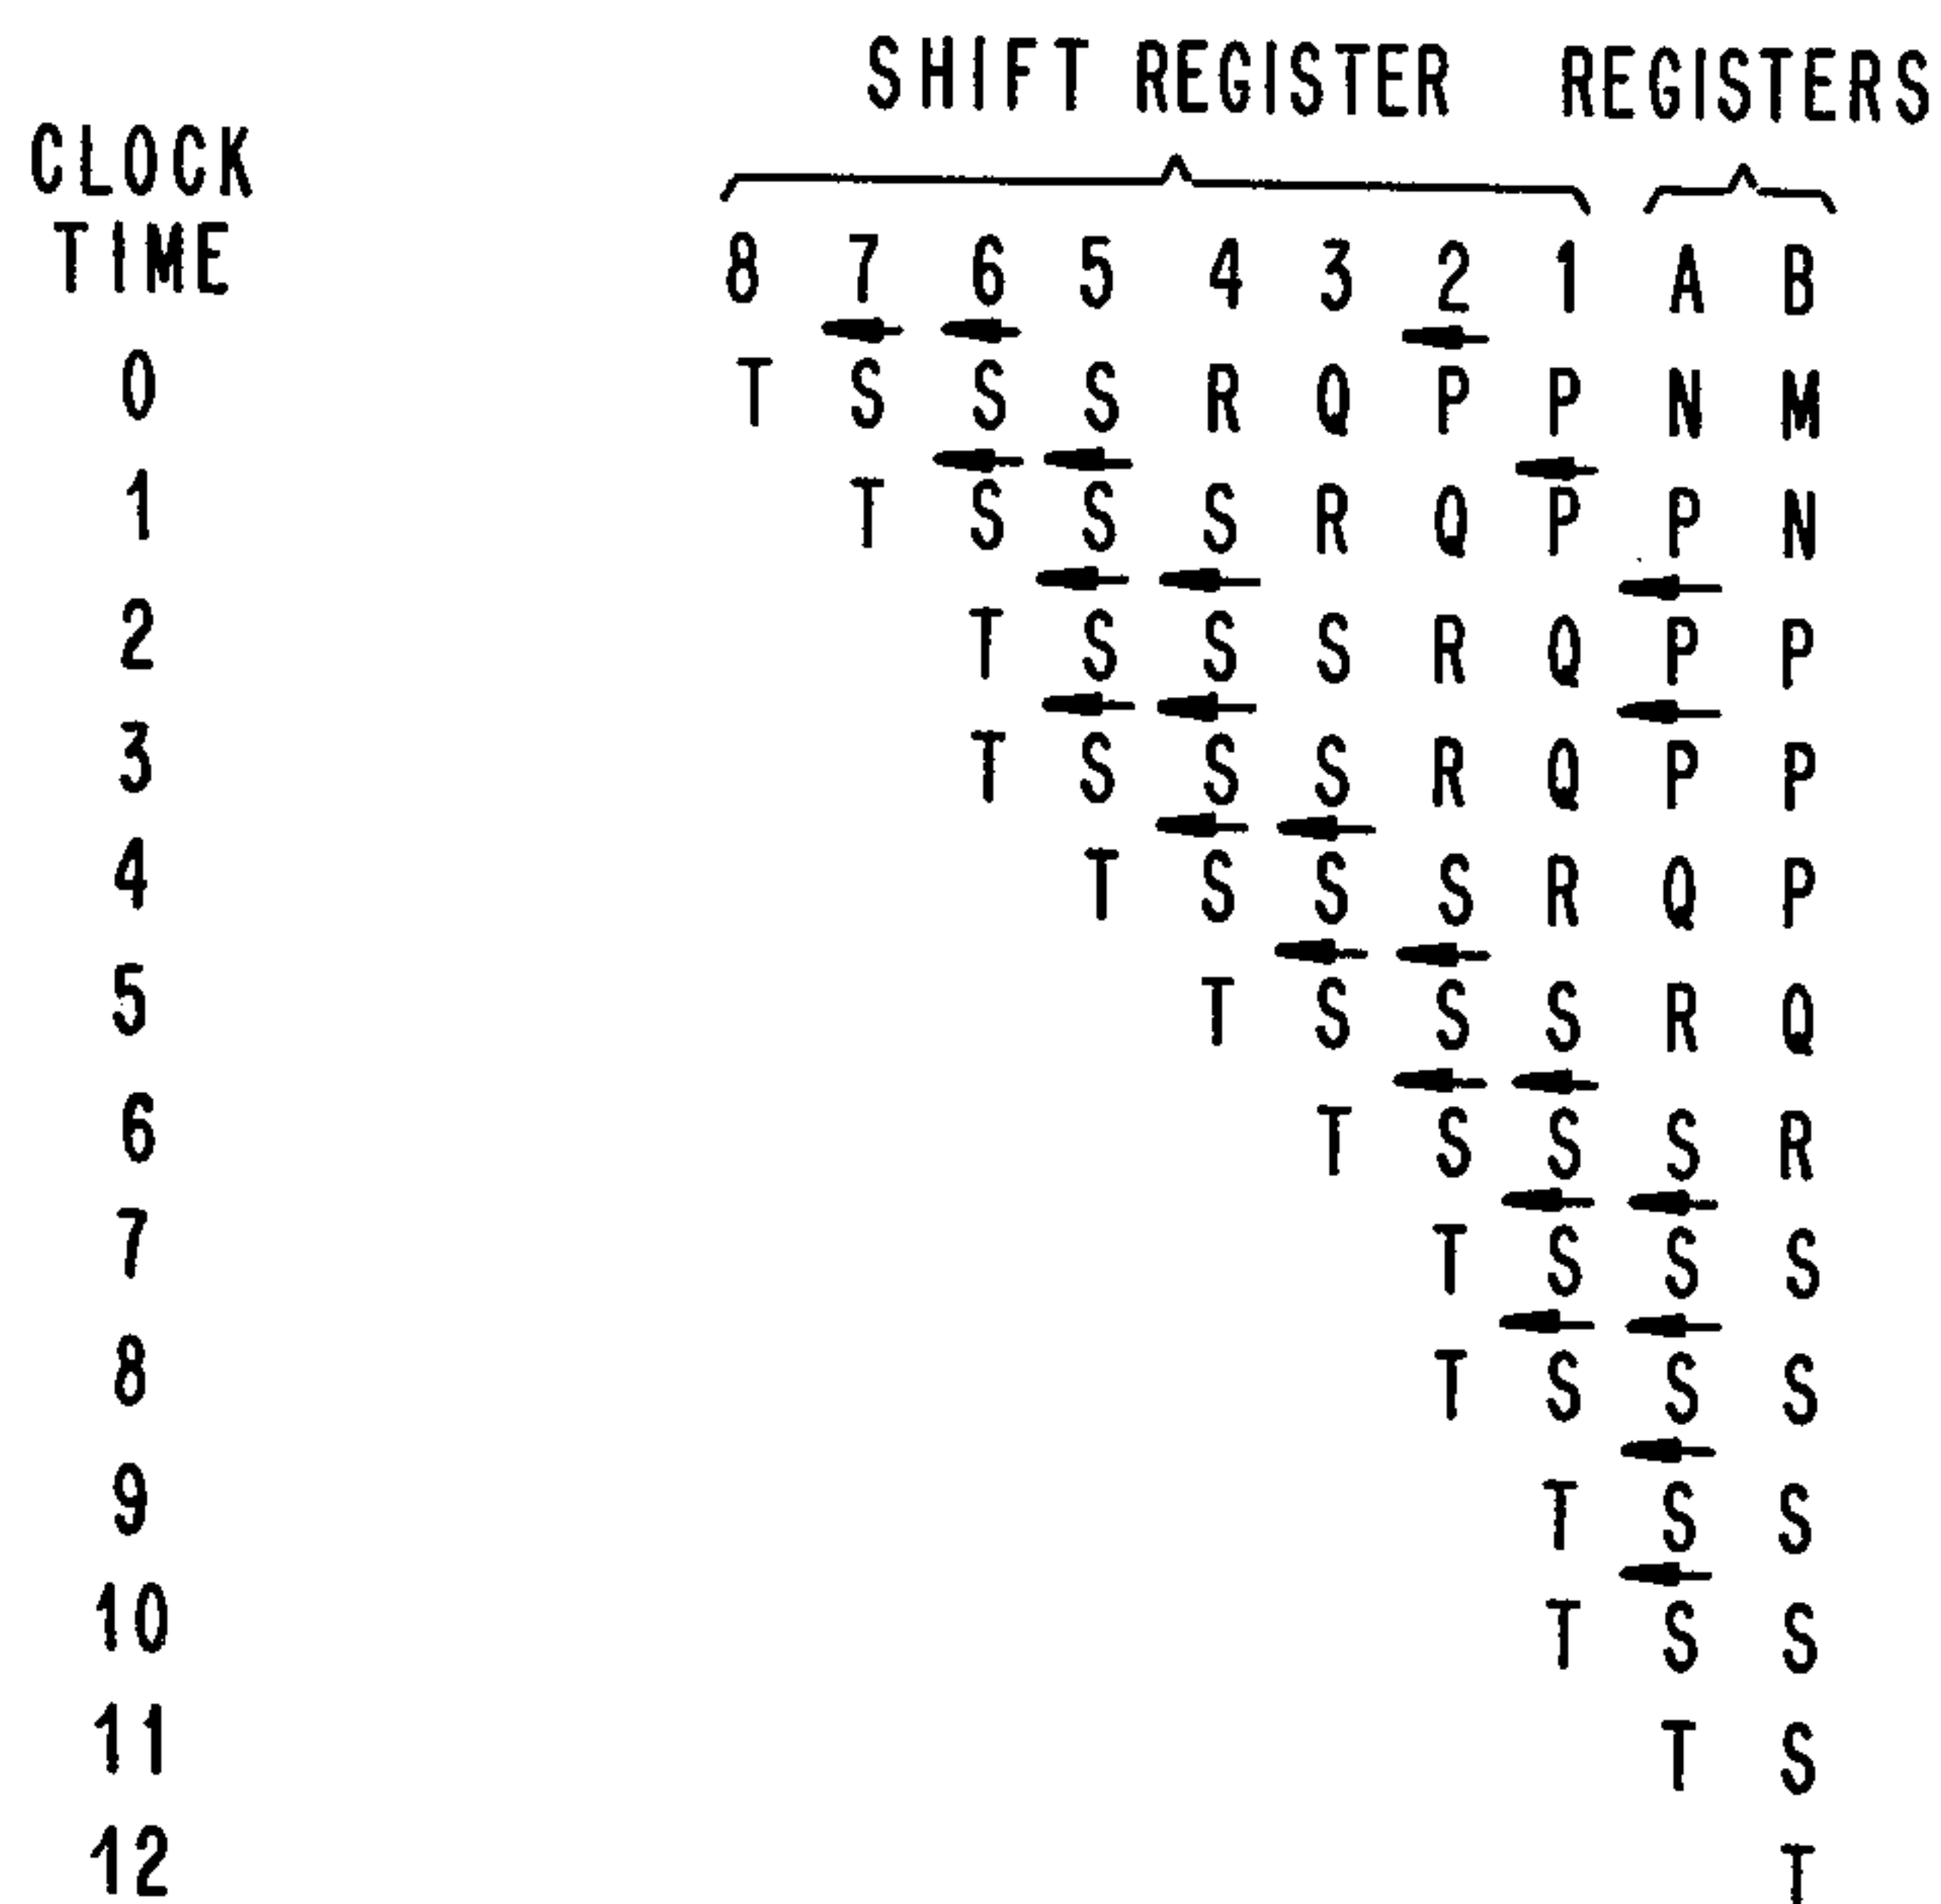 SHIFT REGISTER REGISTERS
CLOCK
TIME 8 7 6 5 4 3 2 1 A B
0 T S S S R Q P P N M
1 T S S S R Q P P N
2 T S S S R Q P P
3 T S S S R Q P P
4 T S S S R Q P
5 T S S S R Q
6 T S S S R
7 T S S S
8 T S S S
9 T S S
10 T S S
11 T S
12 T